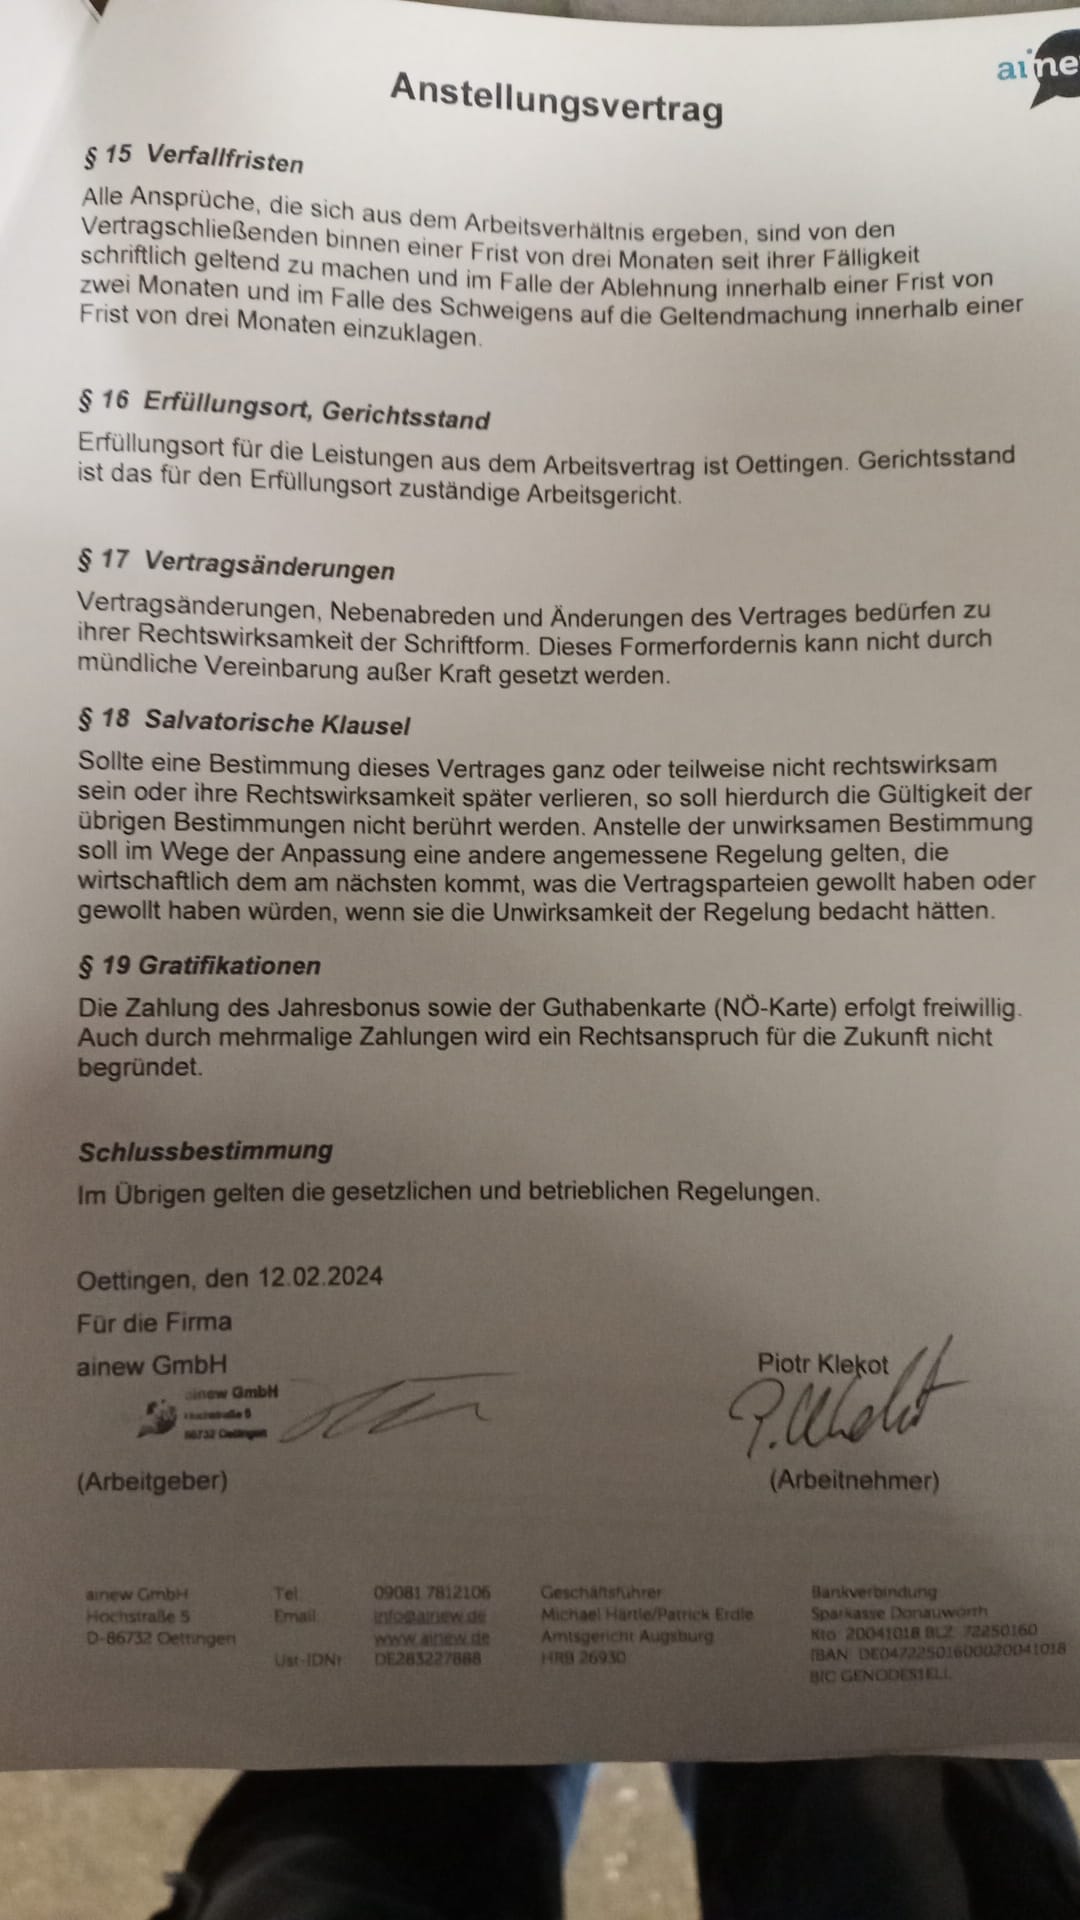 aine
Anstellungsvertrag
§ 15 Verfallfristen
Alle Ansprüche, die sich aus dem Arbeitsverhältnis ergeben, sind von den
Vertragschließenden binnen einer Frist von drei Monaten seit ihrer Fälligkeit
schriftlich geltend zu machen und im Falle der Ablehnung innerhalb einer Frist von
zwei Monaten und im Falle des Schweigens auf die Geltendmachung innerhalb einer
Frist von drei Monaten einzuklagen.
§ 16 Erfüllungsort, Gerichtsstand
Erfüllungsort für die Leistungen aus dem Arbeitsvertrag ist Oettingen. Gerichtsstand
ist das für den Erfüllungsort zuständige Arbeitsgericht.
§ 17 Vertragsänderungen
Vertragsänderungen, Nebenabreden und Änderungen des Vertrages bedürfen zu
ihrer Rechtswirksamkeit der Schriftform. Dieses Formerfordernis kann nicht durch
mündliche Vereinbarung außer Kraft gesetzt werden.
§ 18 Salvatorische Klausel
Sollte eine Bestimmung dieses Vertrages ganz oder teilweise nicht rechtswirksam
sein oder ihre Rechtswirksamkeit später verlieren, so soll hierdurch die Gültigkeit der
übrigen Bestimmungen nicht berührt werden. Anstelle der unwirksamen Bestimmung
soll im Wege der Anpassung eine andere angemessene Regelung gelten, die
wirtschaftlich dem am nächsten kommt, was die Vertragsparteien gewollt haben oder
gewollt haben würden, wenn sie die Unwirksamkeit der Regelung bedacht hätten.
§ 19 Gratifikationen
Die Zahlung des Jahresbonus sowie der Guthabenkarte (NÖ-Karte) erfolgt freiwillig.
Auch durch mehrmalige Zahlungen wird ein Rechtsanspruch für die Zukunft nicht
begründet.
Schlussbestimmung
Im Übrigen gelten die gesetzlichen und betrieblichen Regelungen.
Oettingen, den 12.02.2024
Für die Firma
ainew GmbH
Piotr Klekot
ainew GmbH
86732 Oettingen
P. Klekot
(Arbeitgeber)
(Arbeitnehmer)
ainew GmbH Tel 09081 7812106 Geschäftsführer Bankverbindung
Hochstraße 5 Email info@ainew.de Michael Härtle/Patrick Erdle Sparkasse Donauwörth
D-86732 Oettingen www.ainew.de Amtsgericht Augsburg Kto 20041018 BLZ 72250160
Ust-IDNr DE283227888 HRB 26930 IBAN DE04722501600020041018
BIC GENODES1ELL